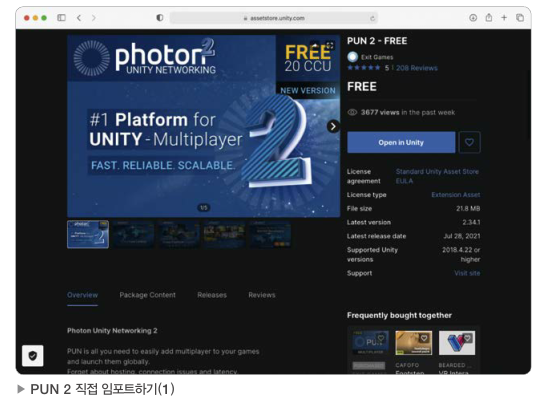 assetstore.unity.com
photon 2
UNITY NETWORKING
FREE
20 CCU
NEW VERSION
#1 Platform for
UNITY - Multiplayer
FAST. RELIABLE. SCALABLE.
2
1/5
PUN 2 - FREE
Exit Games
★★★★★ 5 | 208 Reviews
FREE
3677 views in the past week
Open in Unity
License agreement Standard Unity Asset Store EULA
License type Extension Asset
File size 21.8 MB
Latest version 2.34.1
Latest release date Jul 28, 2021
Supported Unity versions 2018.4.22 or higher
Support Visit site
Overview Package Content Releases Reviews
Photon Unity Networking 2
PUN is all you need to easily add multiplayer to your games
and launch them globally.
Forget about hosting, connection issues and latency.
Frequently bought together
PUN
CAFOFO
BEARDED ...
▶ PUN 2 직접 임포트하기(1)